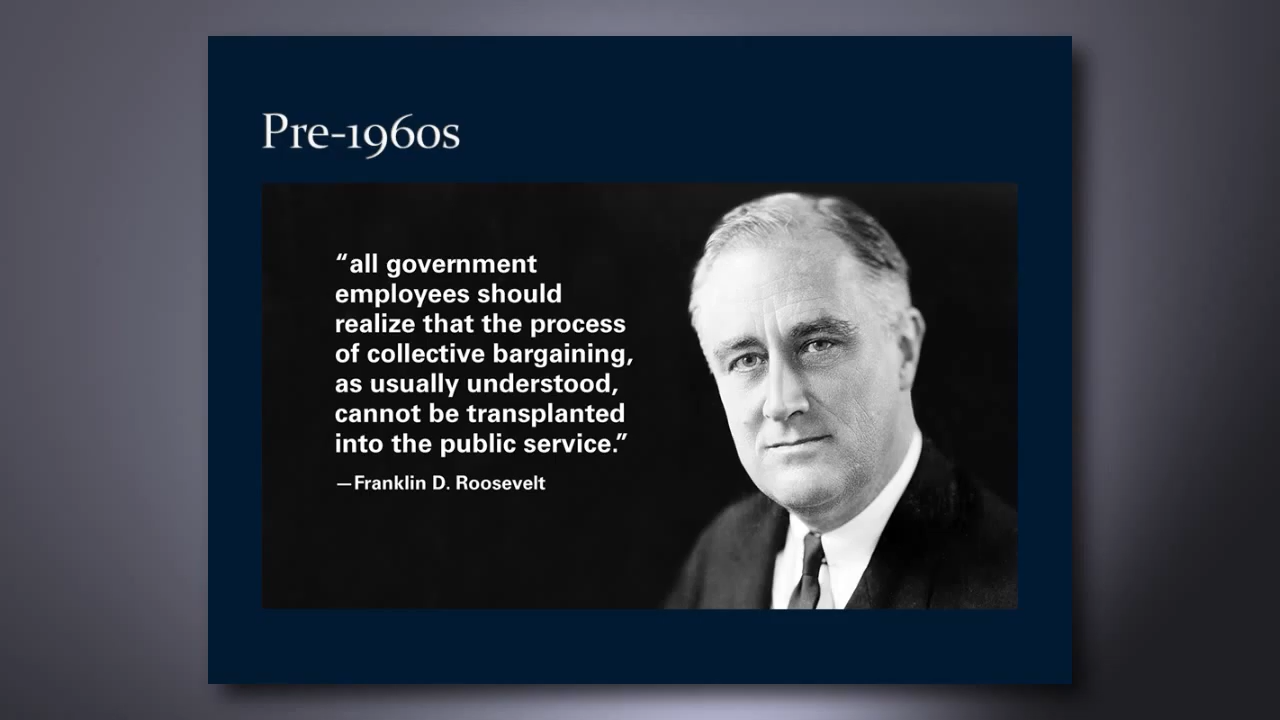 Pre-1960s
“all government
employees should
realize that the process
of collective bargaining,
as usually understood,
cannot be transplanted
into the public service.”
—Franklin D. Roosevelt